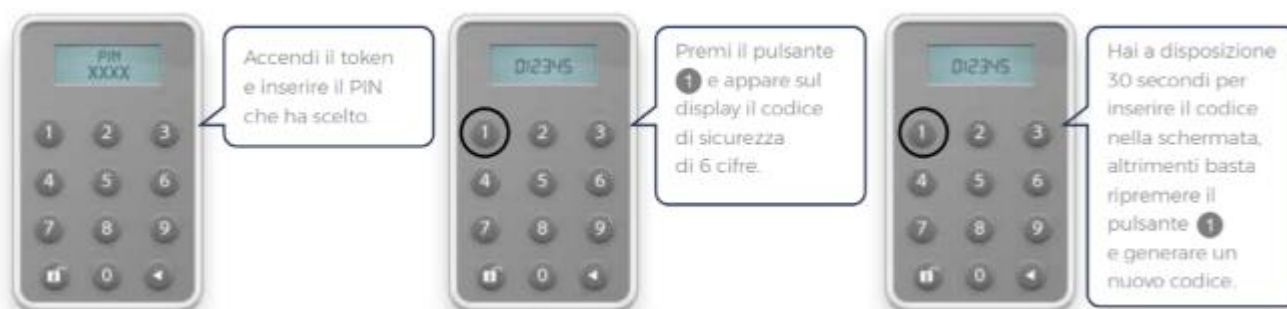 PIN
XXXX
1 2 3
4 5 6
7 8 9
0
Accendi il token
e inserire il PIN
che ha scelto.
012345
1 2 3
4 5 6
7 8 9
0
Premi il pulsante
1 e appare sul
display il codice
di sicurezza
di 6 cifre.
012345
1 2 3
4 5 6
7 8 9
0
Hai a disposizione
30 secondi per
inserire il codice
nella schermata,
altrimenti basta
ripremere il
pulsante 1
e generare un
nuovo codice.